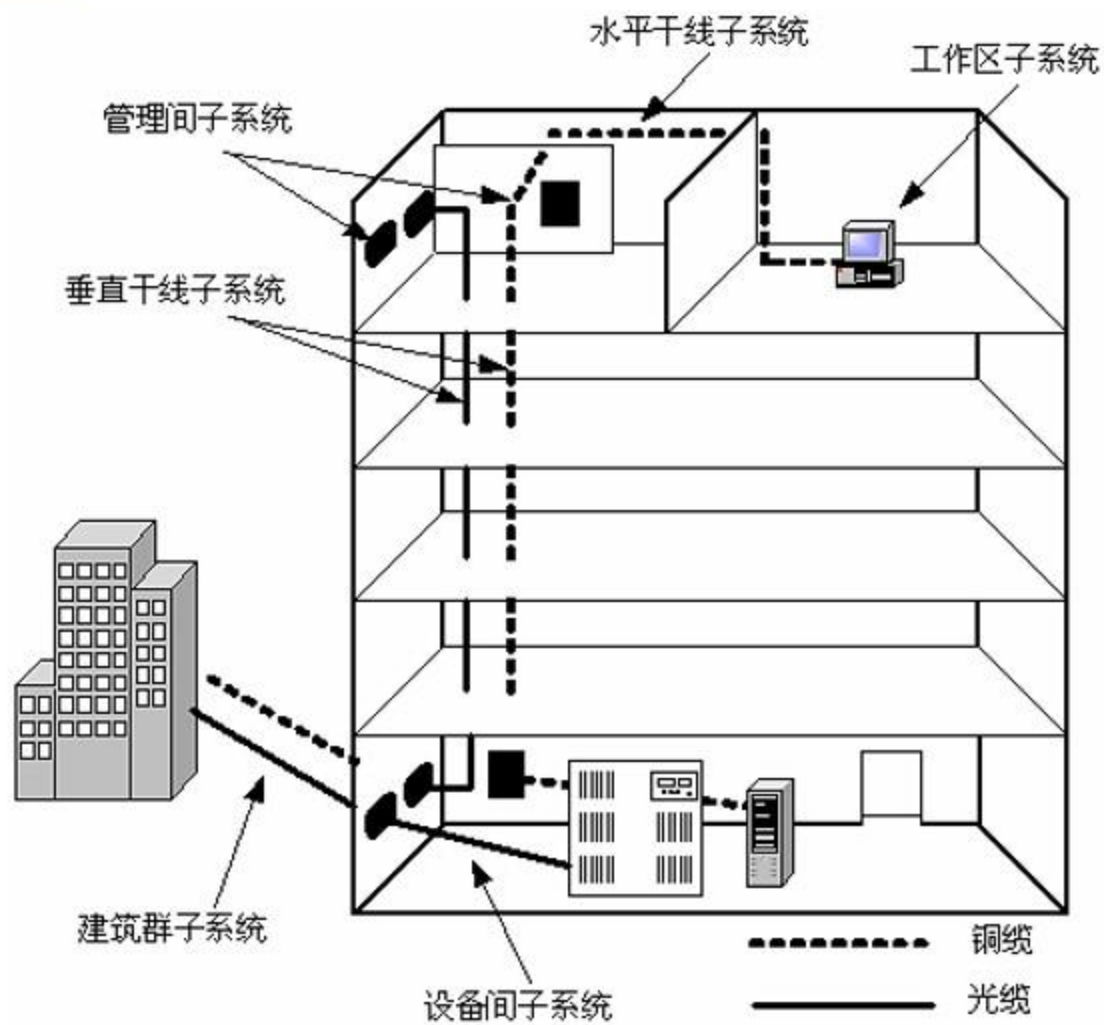 水平干线子系统
工作区子系统
管理间子系统
垂直干线子系统
建筑群子系统
铜缆
设备间子系统
光缆